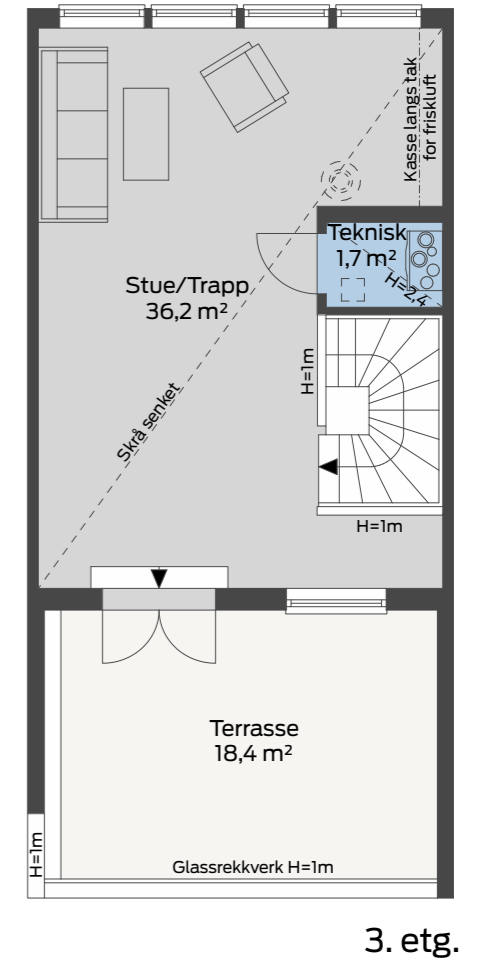 Kasse langs tak
for friskluft
Teknisk
1,7 m²
H=2,4
Stue/Trapp
36,2 m²
H=1m
Skrå senket
H=1m
Terrasse
18,4 m²
H=1m
Glassrekkverk H=1m
3. etg.